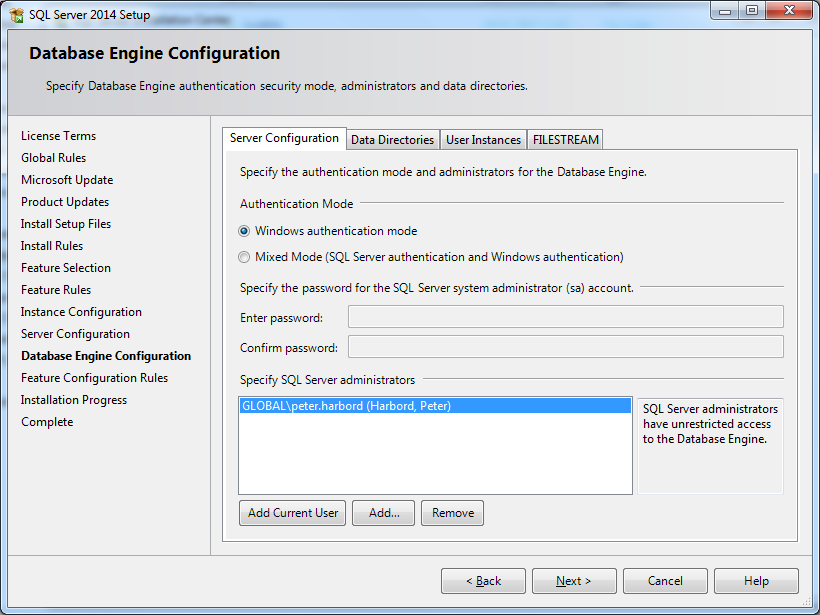 SQL Server 2014 Setup
Database Engine Configuration
Specify Database Engine authentication security mode, administrators and data directories.
License Terms
Global Rules
Microsoft Update
Product Updates
Install Setup Files
Install Rules
Feature Selection
Feature Rules
Instance Configuration
Server Configuration
Database Engine Configuration
Feature Configuration Rules
Installation Progress
Complete
Server Configuration Data Directories User Instances FILESTREAM
Specify the authentication mode and administrators for the Database Engine.
Authentication Mode
Windows authentication mode
Mixed Mode (SQL Server authentication and Windows authentication)
Specify the password for the SQL Server system administrator (sa) account.
Enter password:
Confirm password:
Specify SQL Server administrators
GLOBAL\peter.harbord (Harbord, Peter)
SQL Server administrators
have unrestricted access
to the Database Engine.
Add Current User Add... Remove
< Back Next > Cancel Help